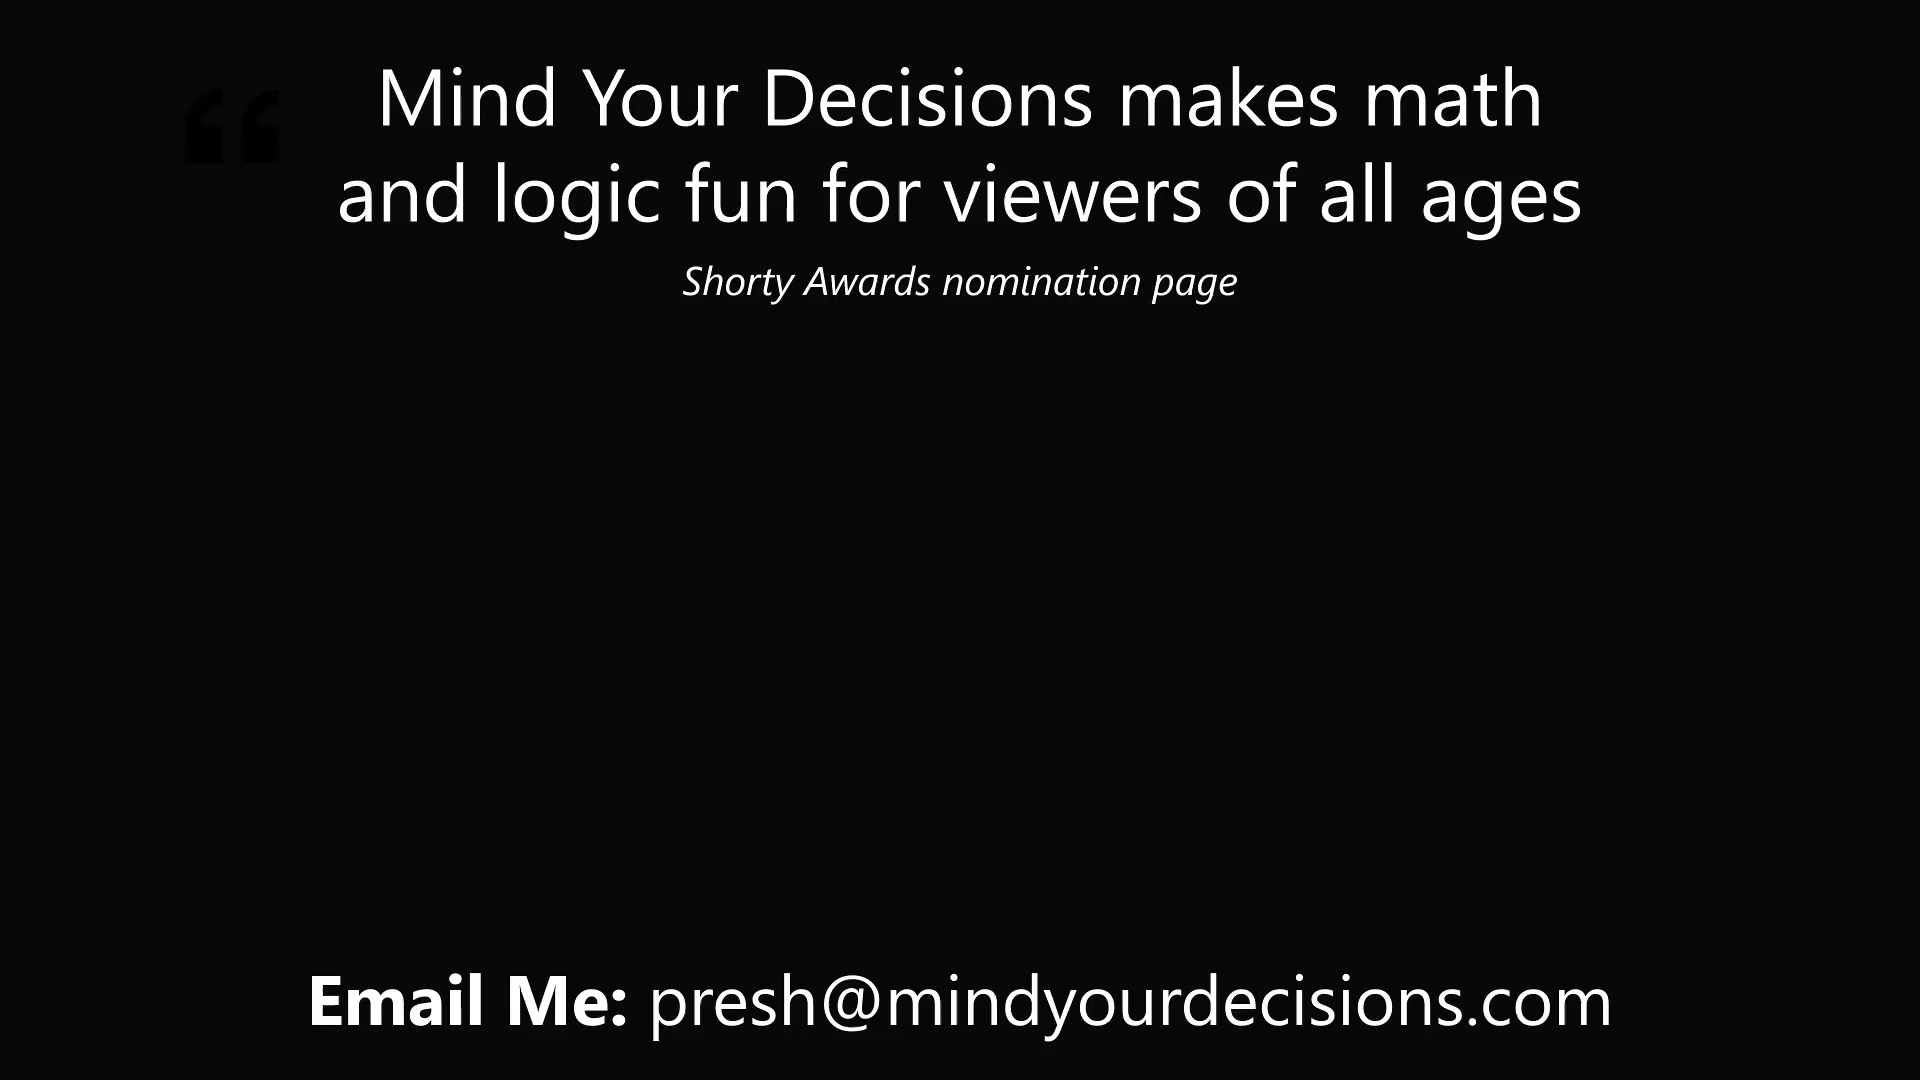 “
Mind Your Decisions makes math
and logic fun for viewers of all ages
Shorty Awards nomination page
Email Me: presh@mindyourdecisions.com